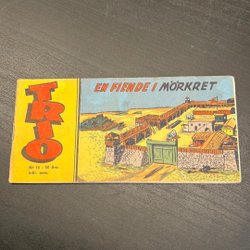 TRIO
EN FIENDE I MÖRKRET